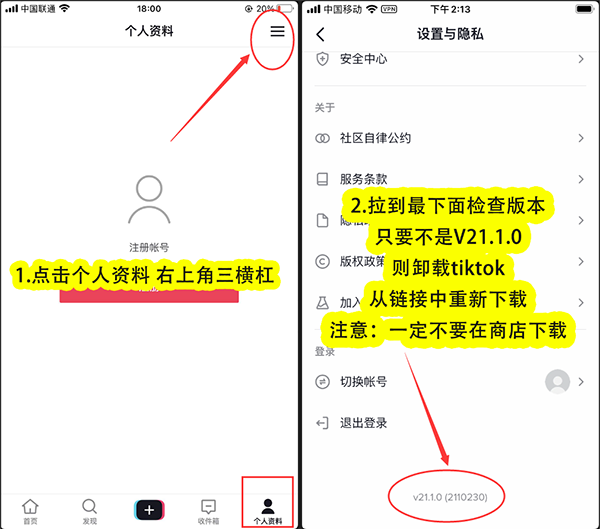 中国联通
18:00
20%
个人资料
注册帐号
1.点击个人资料 右上角三横杠
首页
发现
收件箱
个人资料
中国移动
VPN
下午2:13
设置与隐私
安全中心
关于
社区自律公约
服务条款
2.拉到最下面检查版本
只要不是V21.1.0
版权政策
则卸载tiktok
加入
从链接中重新下载
注意：一定不要在商店下载
登录
切换帐号
退出登录
v21.1.0 (2110230)